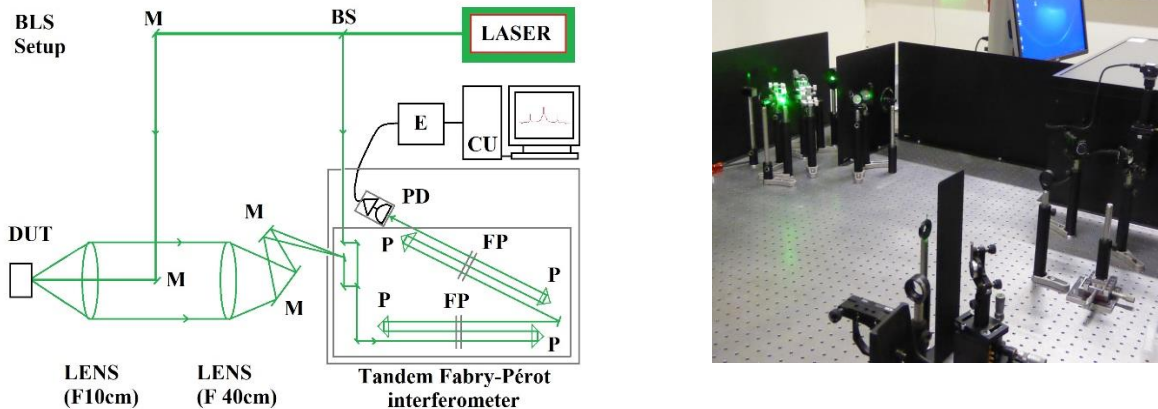 BLS
Setup
M
BS
LASER
E
CU
PD
M
DUT
P
FP
P
M
M
P
FP
P
LENS
(F10cm)
LENS
(F 40cm)
Tandem Fabry-Pérot
interferometer